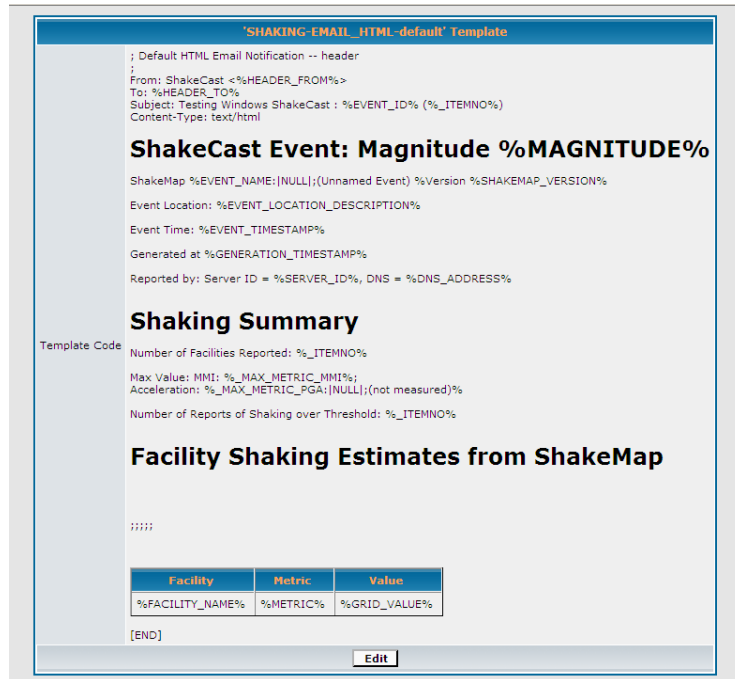 'SHAKING-EMAIL_HTML-default' Template
; Default HTML Email Notification -- header
;
From: ShakeCast <%HEADER_FROM%>
To: %HEADER_TO%
Subject: Testing Windows ShakeCast : %EVENT_ID% (%_ITEMNO%)
Content-Type: text/html
ShakeCast Event: Magnitude %MAGNITUDE%
ShakeMap %EVENT_NAME:|NULL|;(Unnamed Event) %Version %SHAKEMAP_VERSION%
Event Location: %EVENT_LOCATION_DESCRIPTION%
Event Time: %EVENT_TIMESTAMP%
Generated at %GENERATION_TIMESTAMP%
Reported by: Server ID = %SERVER_ID%, DNS = %DNS_ADDRESS%
Shaking Summary
Template Code
Number of Facilities Reported: %_ITEMNO%
Max Value: MMI: %_MAX_METRIC_MMI%;
Acceleration: %_MAX_METRIC_PGA:|NULL|;(not measured)%
Number of Reports of Shaking over Threshold: %_ITEMNO%
Facility Shaking Estimates from ShakeMap
;;;;;
Facility Metric Value
%FACILITY_NAME% %METRIC% %GRID_VALUE%
[END]
Edit